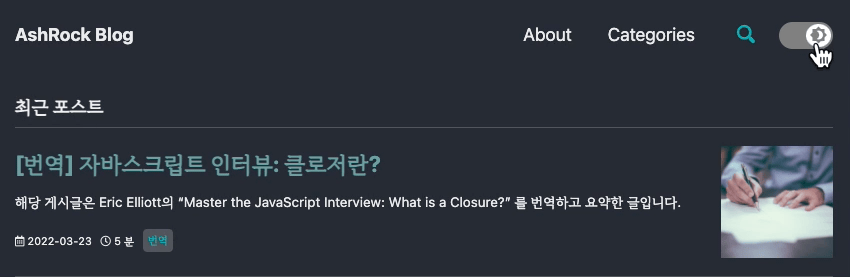 AshRock Blog
About
Categories
최근 포스트
[번역] 자바스크립트 인터뷰: 클로저란?
해당 게시글은 Eric Elliott의 “Master the JavaScript Interview: What is a Closure?” 를 번역하고 요약한 글입니다.
2022-03-23 5 분 번역